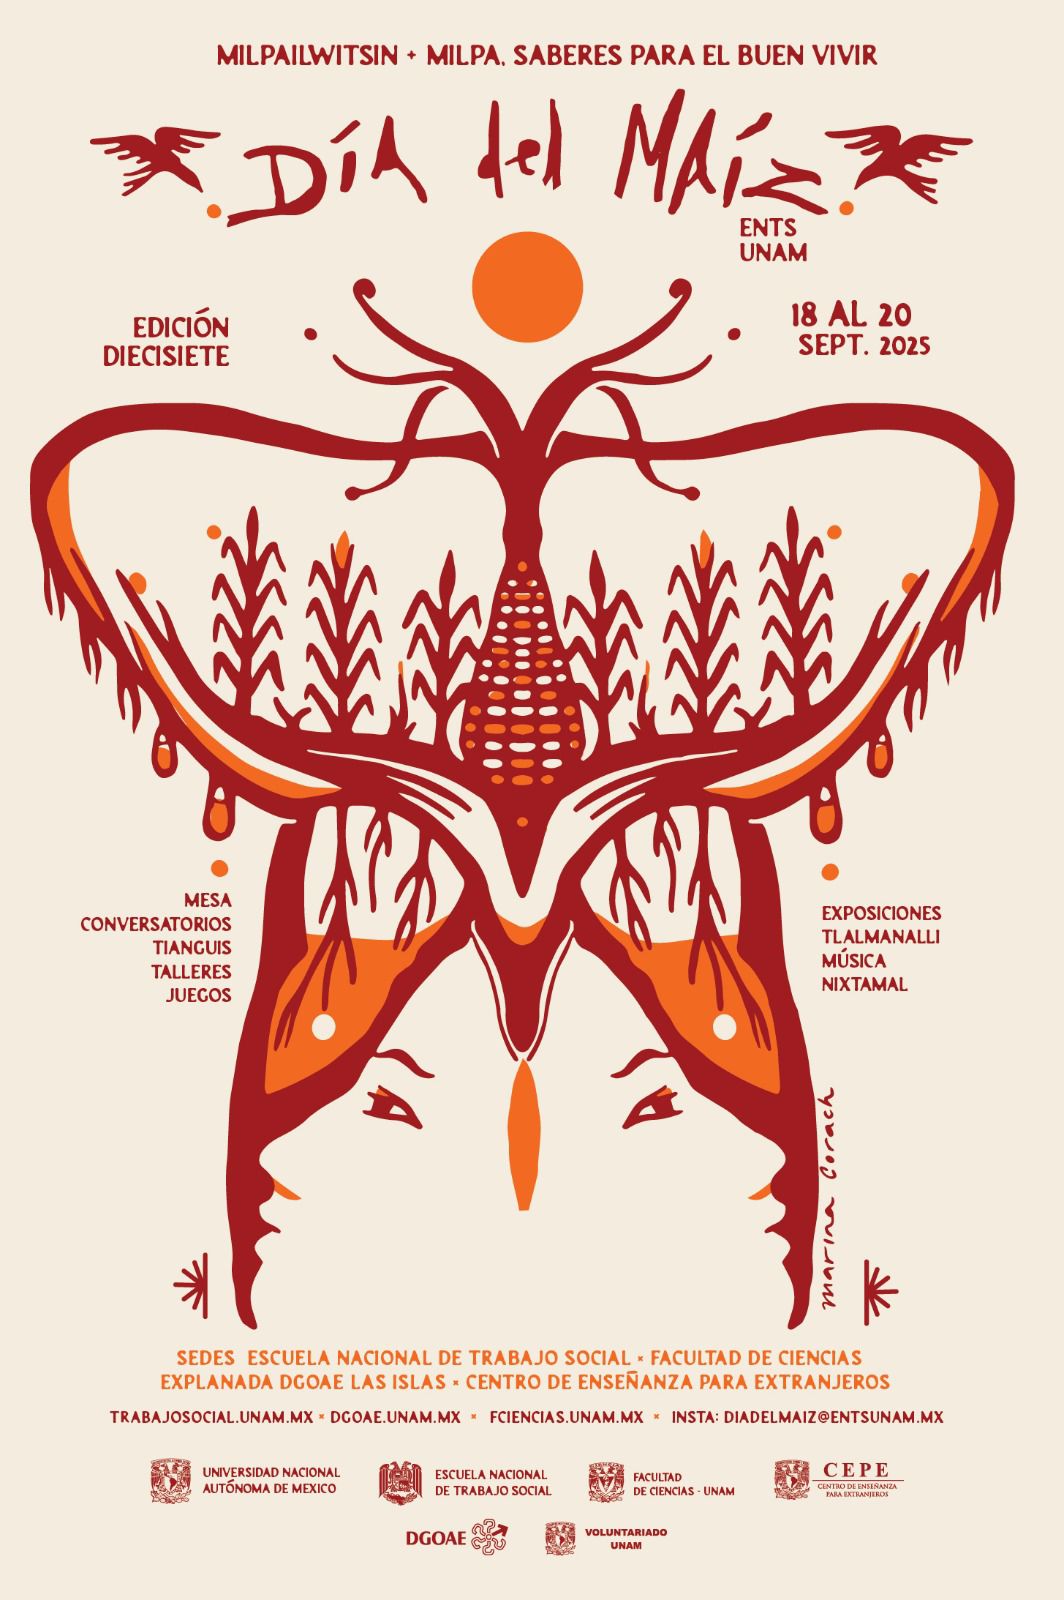 MILPAILWITSIN + MILPA, SABERES PARA EL BUEN VIVIR
DÍA del MAÍZ
ENTS
UNAM
EDICIÓN
DIECISIETE
18 AL 20
SEPT. 2025
MESA
CONVERSATORIOS
TIANGUIS
TALLERES
JUEGOS
EXPOSICIONES
TLALMANALLI
MÚSICA
NIXTAMAL
marina Corach
SEDES ESCUELA NACIONAL DE TRABAJO SOCIAL × FACULTAD DE CIENCIAS
EXPLANADA DGOAE LAS ISLAS × CENTRO DE ENSEÑANZA PARA EXTRANJEROS
TRABAJOSOCIAL.UNAM.MX × DGOAE.UNAM.MX × FCIENCIAS.UNAM.MX × INSTA: DIADELMAIZ@ENTSUNAM.MX
UNIVERSIDAD NACIONAL
AUTÓNOMA DE MEXICO
ESCUELA NACIONAL
DE TRABAJO SOCIAL
FACULTAD
DE CIENCIAS - UNAM
CEPE
CENTRO DE ENSEÑANZA
PARA EXTRANJEROS
DGOAE
VOLUNTARIADO
UNAM